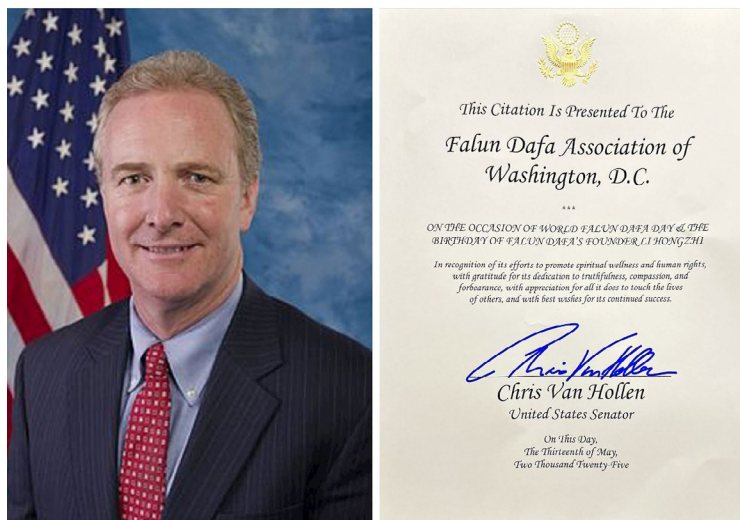 This Citation Is Presented To The
Falun Dafa Association of
Washington, D.C.
***
ON THE OCCASION OF WORLD FALUN DAFA DAY & THE
BIRTHDAY OF FALUN DAFA'S FOUNDER LI HONGZHI
In recognition of its efforts to promote spiritual wellness and human rights,
with gratitude for its dedication to truthfulness, compassion, and
forbearance, with appreciation for all it does to touch the lives
of others, and with best wishes for its continued success.
Chris Van Hollen
Chris Van Hollen
United States Senator
On This Day,
The Thirteenth of May,
Two Thousand Twenty-Five